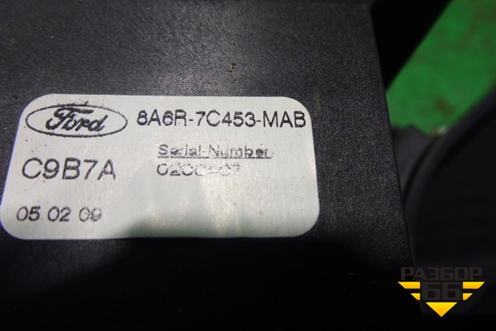 Ford
8A6R-7C453-MAB
Serial Number
C9B7A
05 02 09
РАЗБОР
66